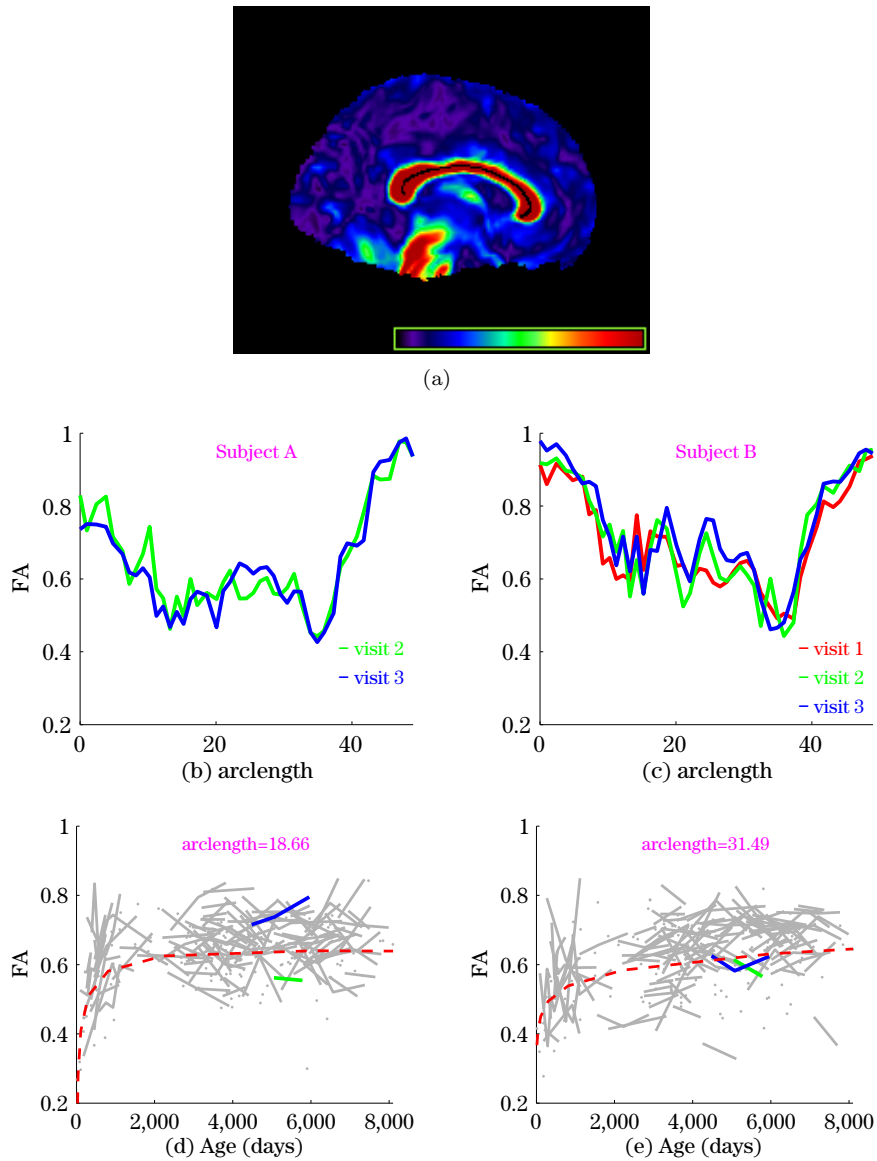 (a)
1
0.8
0.6
0.4
0.2
FA
Subject A
visit 2
visit 3
0
20
40
(b) arclength
1
0.8
0.6
0.4
0.2
FA
Subject B
visit 1
visit 2
visit 3
0
20
40
(c) arclength
1
0.8
0.6
0.4
0.2
FA
arclength=18.66
0
2,000
4,000
6,000
8,000
(d) Age (days)
1
0.8
0.6
0.4
0.2
FA
arclength=31.49
0
2,000
4,000
6,000
8,000
(e) Age (days)